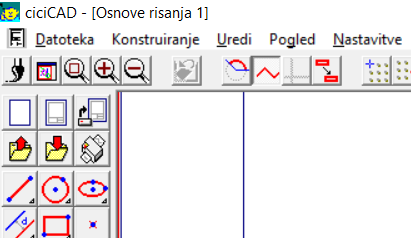 ciciCAD - [Osnove risanja 1]
Datoteka Konstruiranje Uredi Pogled Nastavitve